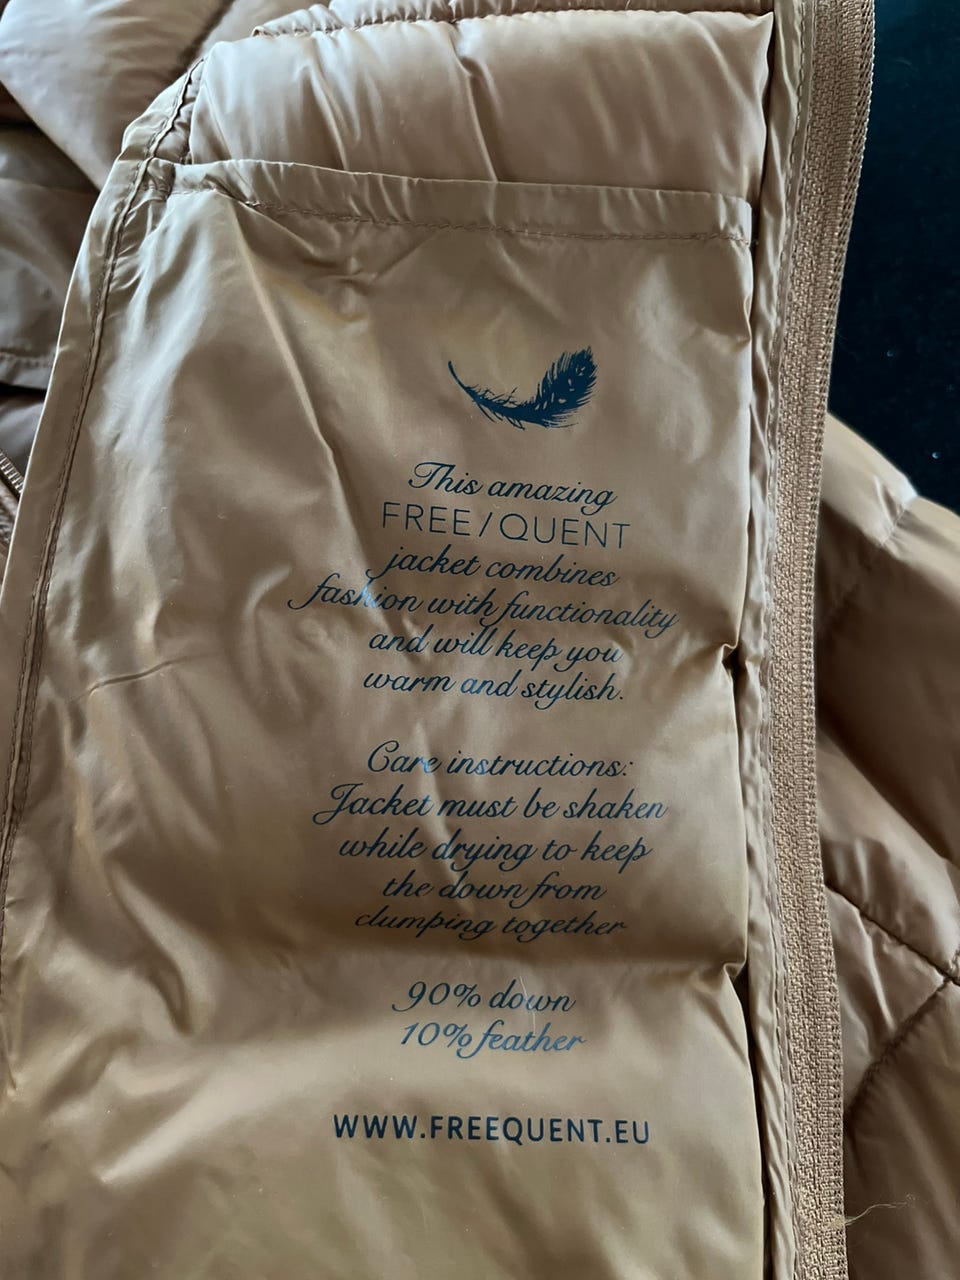 This amazing
FREE/QUENT
jacket combines
fashion with functionality
and will keep you
warm and stylish.
Care instructions:
Jacket must be shaken
while drying to keep
the down from
clumping together
90% down
10% feather
WWW.FREEQUENT.EU